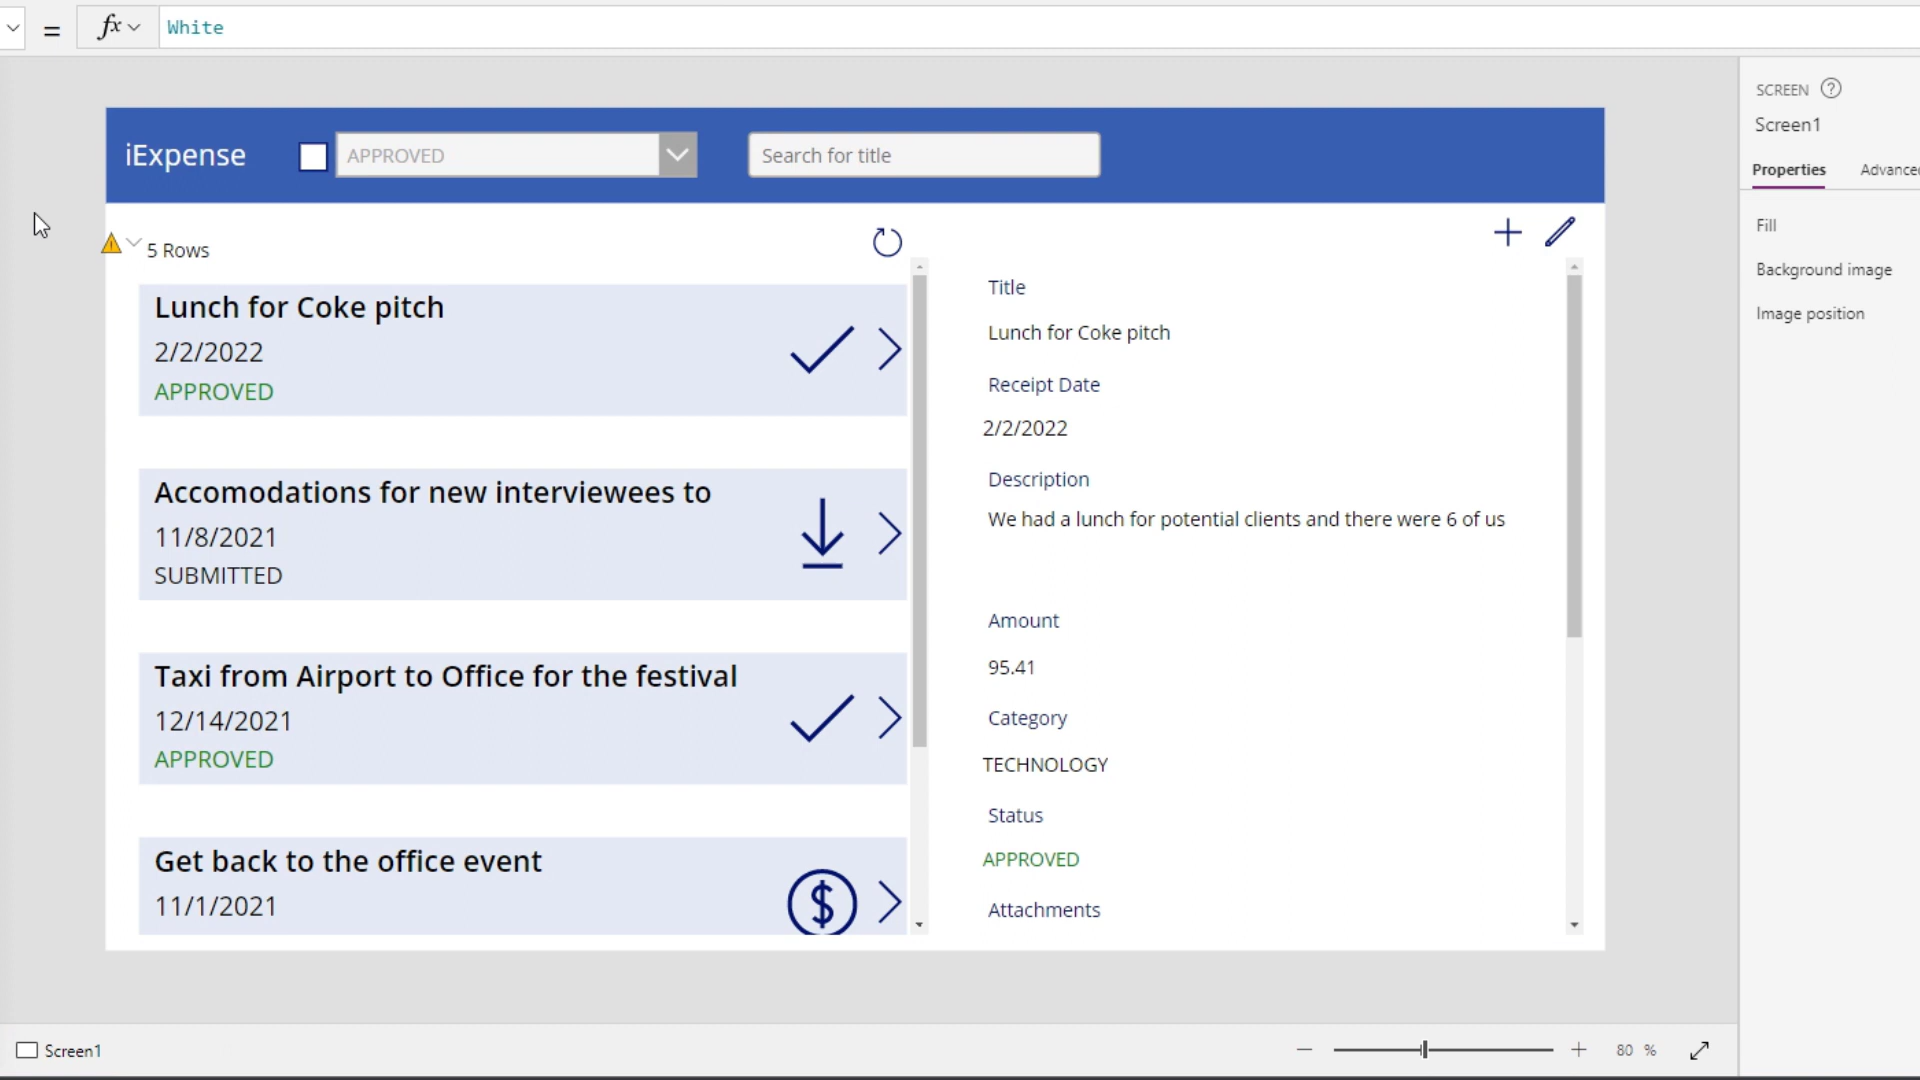 = fx White
SCREEN ?
Screen1
Properties Advanced
Fill
Background image
Image position
iExpense APPROVED Search for title
5 Rows
Lunch for Coke pitch
2/2/2022
APPROVED
Accomodations for new interviewees to
11/8/2021
SUBMITTED
Taxi from Airport to Office for the festival
12/14/2021
APPROVED
Get back to the office event
11/1/2021
$
Title
Lunch for Coke pitch
Receipt Date
2/2/2022
Description
We had a lunch for potential clients and there were 6 of us
Amount
95.41
Category
TECHNOLOGY
Status
APPROVED
Attachments
Screen1
80 %